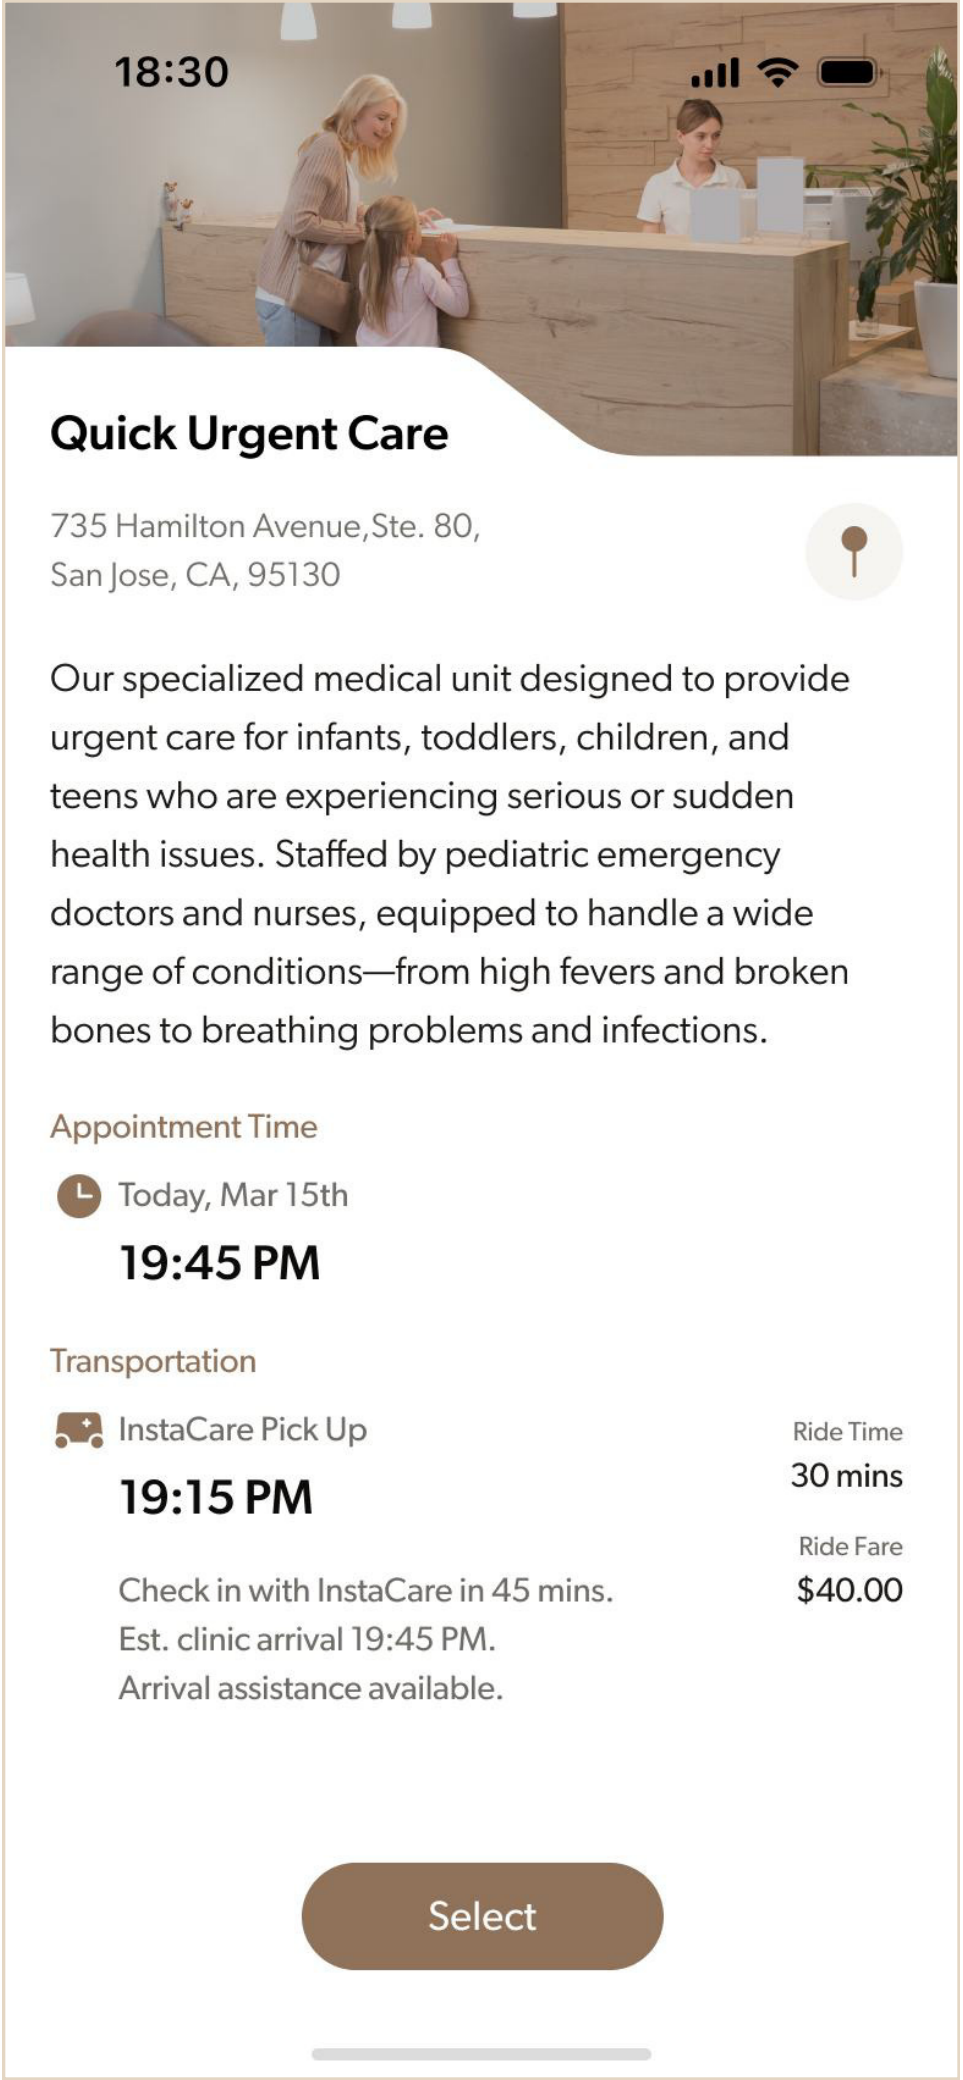 18:30
Quick Urgent Care
735 Hamilton Avenue,Ste. 80,
San Jose, CA, 95130
Our specialized medical unit designed to provide
urgent care for infants, toddlers, children, and
teens who are experiencing serious or sudden
health issues. Staffed by pediatric emergency
doctors and nurses, equipped to handle a wide
range of conditions—from high fevers and broken
bones to breathing problems and infections.
Appointment Time
Today, Mar 15th
19:45 PM
Transportation
InstaCare Pick Up
19:15 PM
Ride Time
30 mins
Ride Fare
$40.00
Check in with InstaCare in 45 mins.
Est. clinic arrival 19:45 PM.
Arrival assistance available.
Select